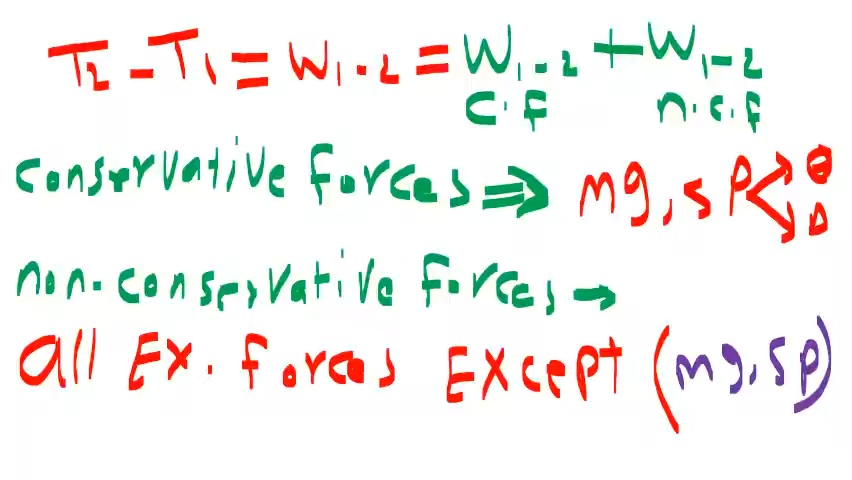 T2 - T1 = W1-2 = W1-2 + W1-2
c.f n.c.f
conservative forces ⇒ mg, sp < θ Δ
non-conservative forces →
all Ex. forces Except (mg, sp)